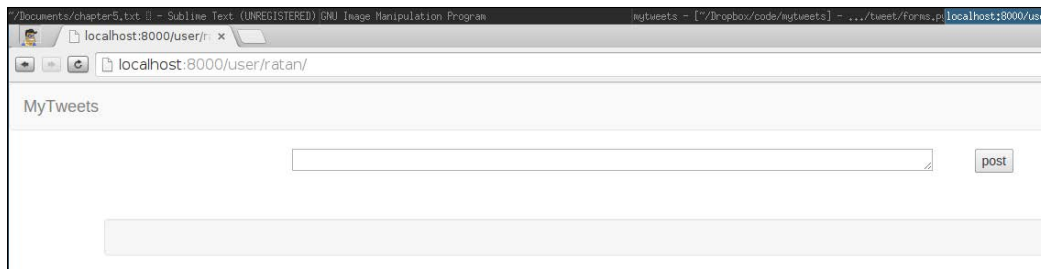 ~/Documents/chapter5.txt - Sublime Text (UNREGISTERED) GNU Image Manipulation Program mytweets - [~/Dropbox/code/mytweets] - .../tweet/forms.p localhost:8000/use
localhost:8000/user/r x
localhost:8000/user/ratan/
MyTweets
post